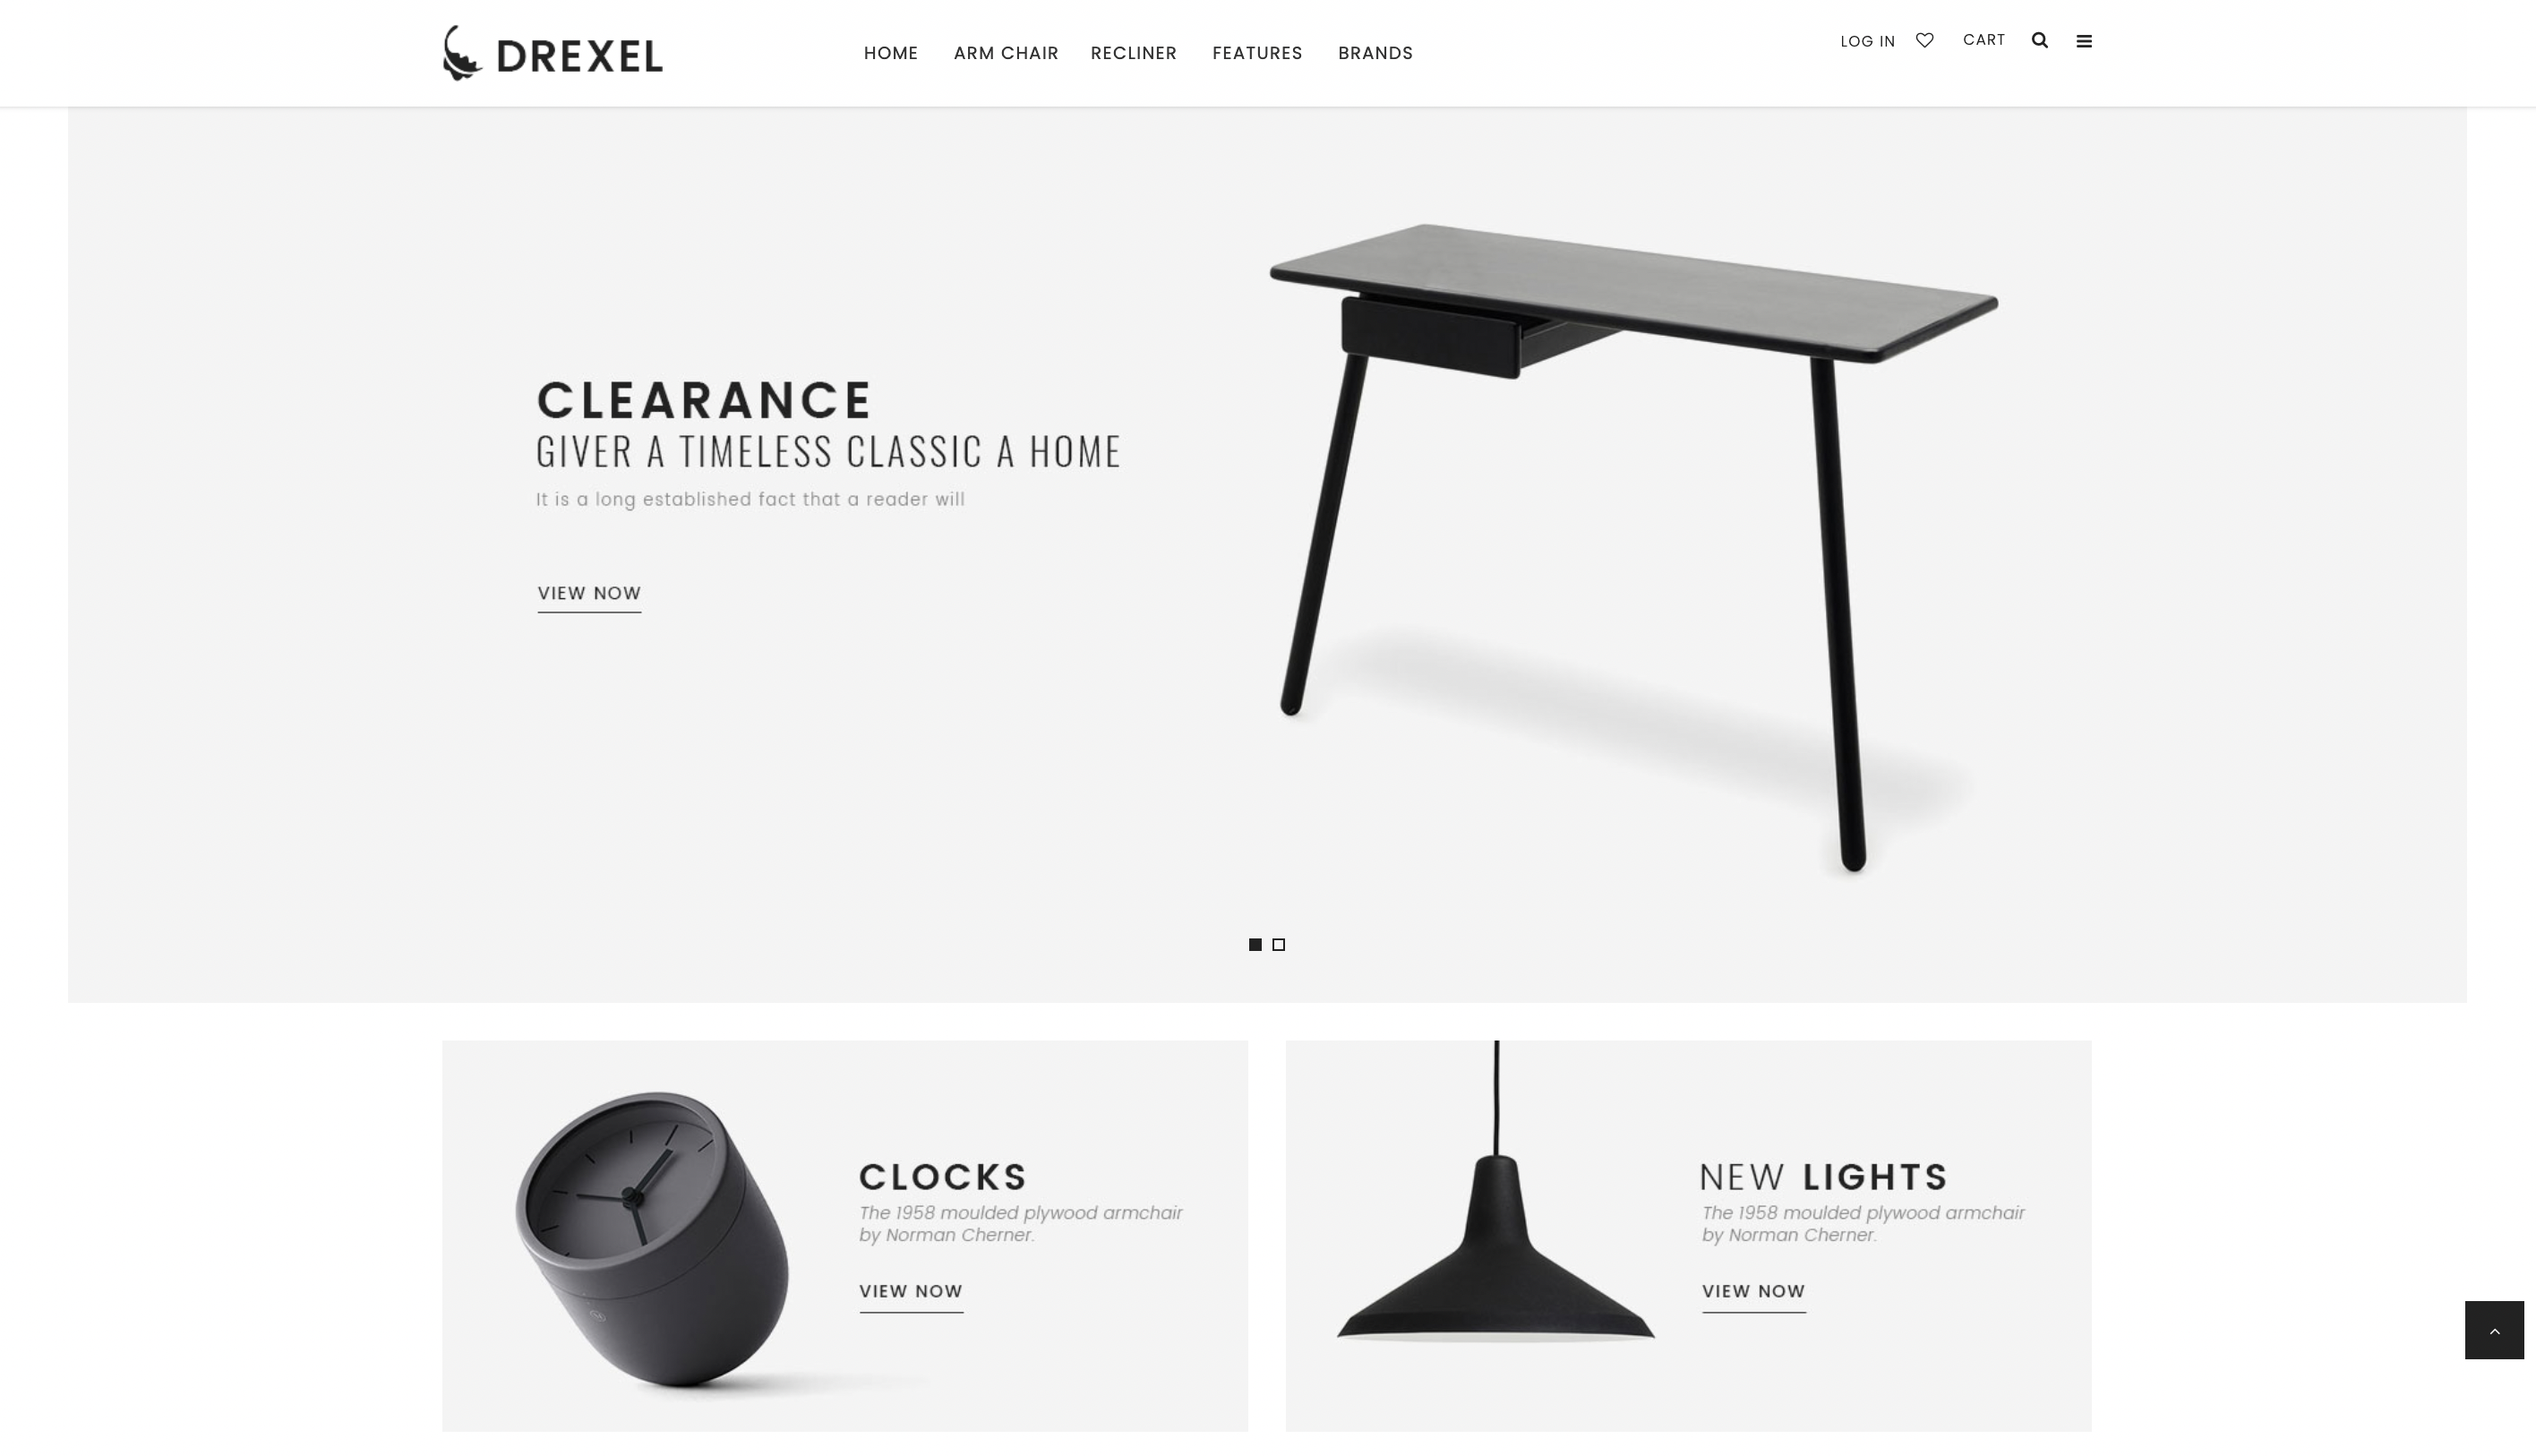 DREXEL
HOME ARM CHAIR RECLINER FEATURES BRANDS
LOG IN CART
CLEARANCE
GIVER A TIMELESS CLASSIC A HOME
It is a long established fact that a reader will
VIEW NOW
CLOCKS
The 1958 moulded plywood armchair
by Norman Cherner.
VIEW NOW
NEW LIGHTS
The 1958 moulded plywood armchair
by Norman Cherner.
VIEW NOW